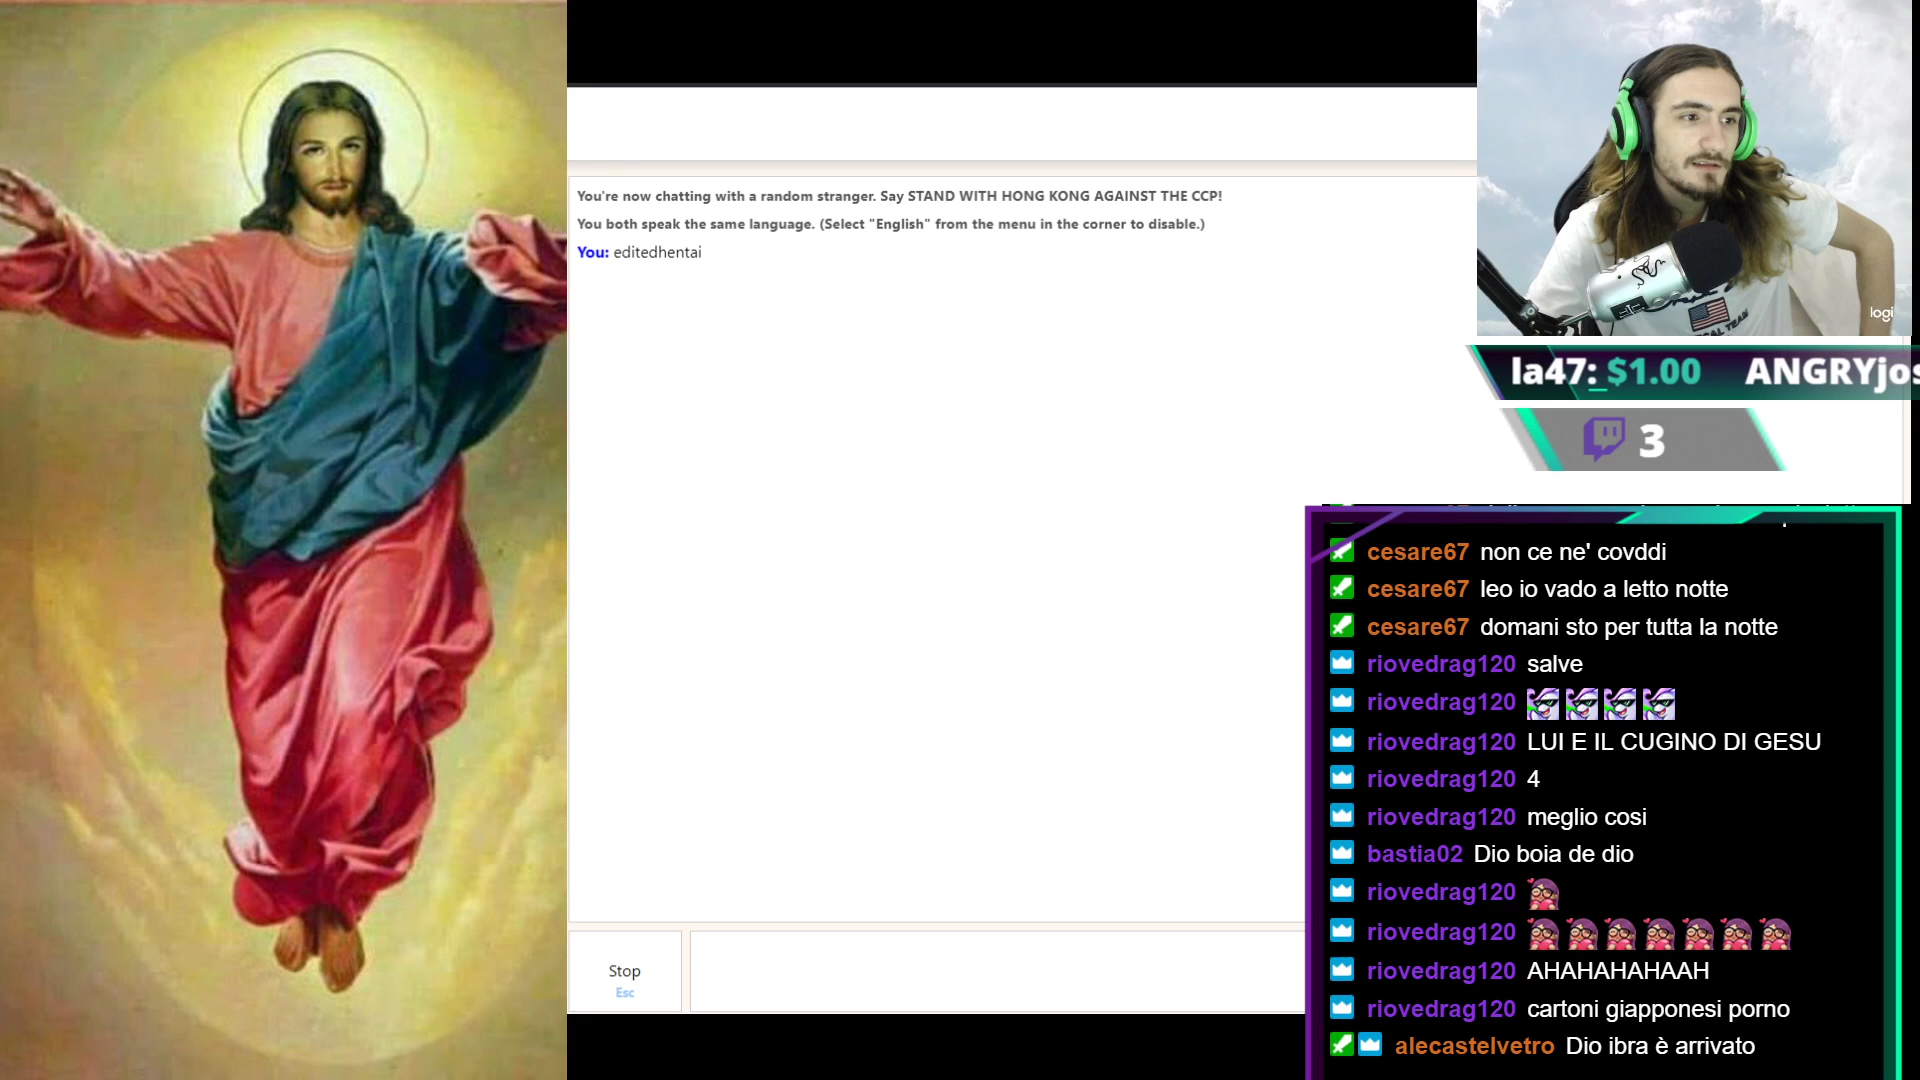 You're now chatting with a random stranger. Say STAND WITH HONG KONG AGAINST THE CCP!
You both speak the same language. (Select "English" from the menu in the corner to disable.)
You: editedhentai
Stop
Esc
logi
la47: $1.00 ANGRYjos
3
cesare67 non ce ne' covddi
cesare67 leo io vado a letto notte
cesare67 domani sto per tutta la notte
riovedrag120 salve
riovedrag120
riovedrag120 LUI E IL CUGINO DI GESU
riovedrag120 4
riovedrag120 meglio cosi
bastia02 Dio boia de dio
riovedrag120
riovedrag120
riovedrag120 AHAHAHAHAAH
riovedrag120 cartoni giapponesi porno
alecastelvetro Dio ibra è arrivato